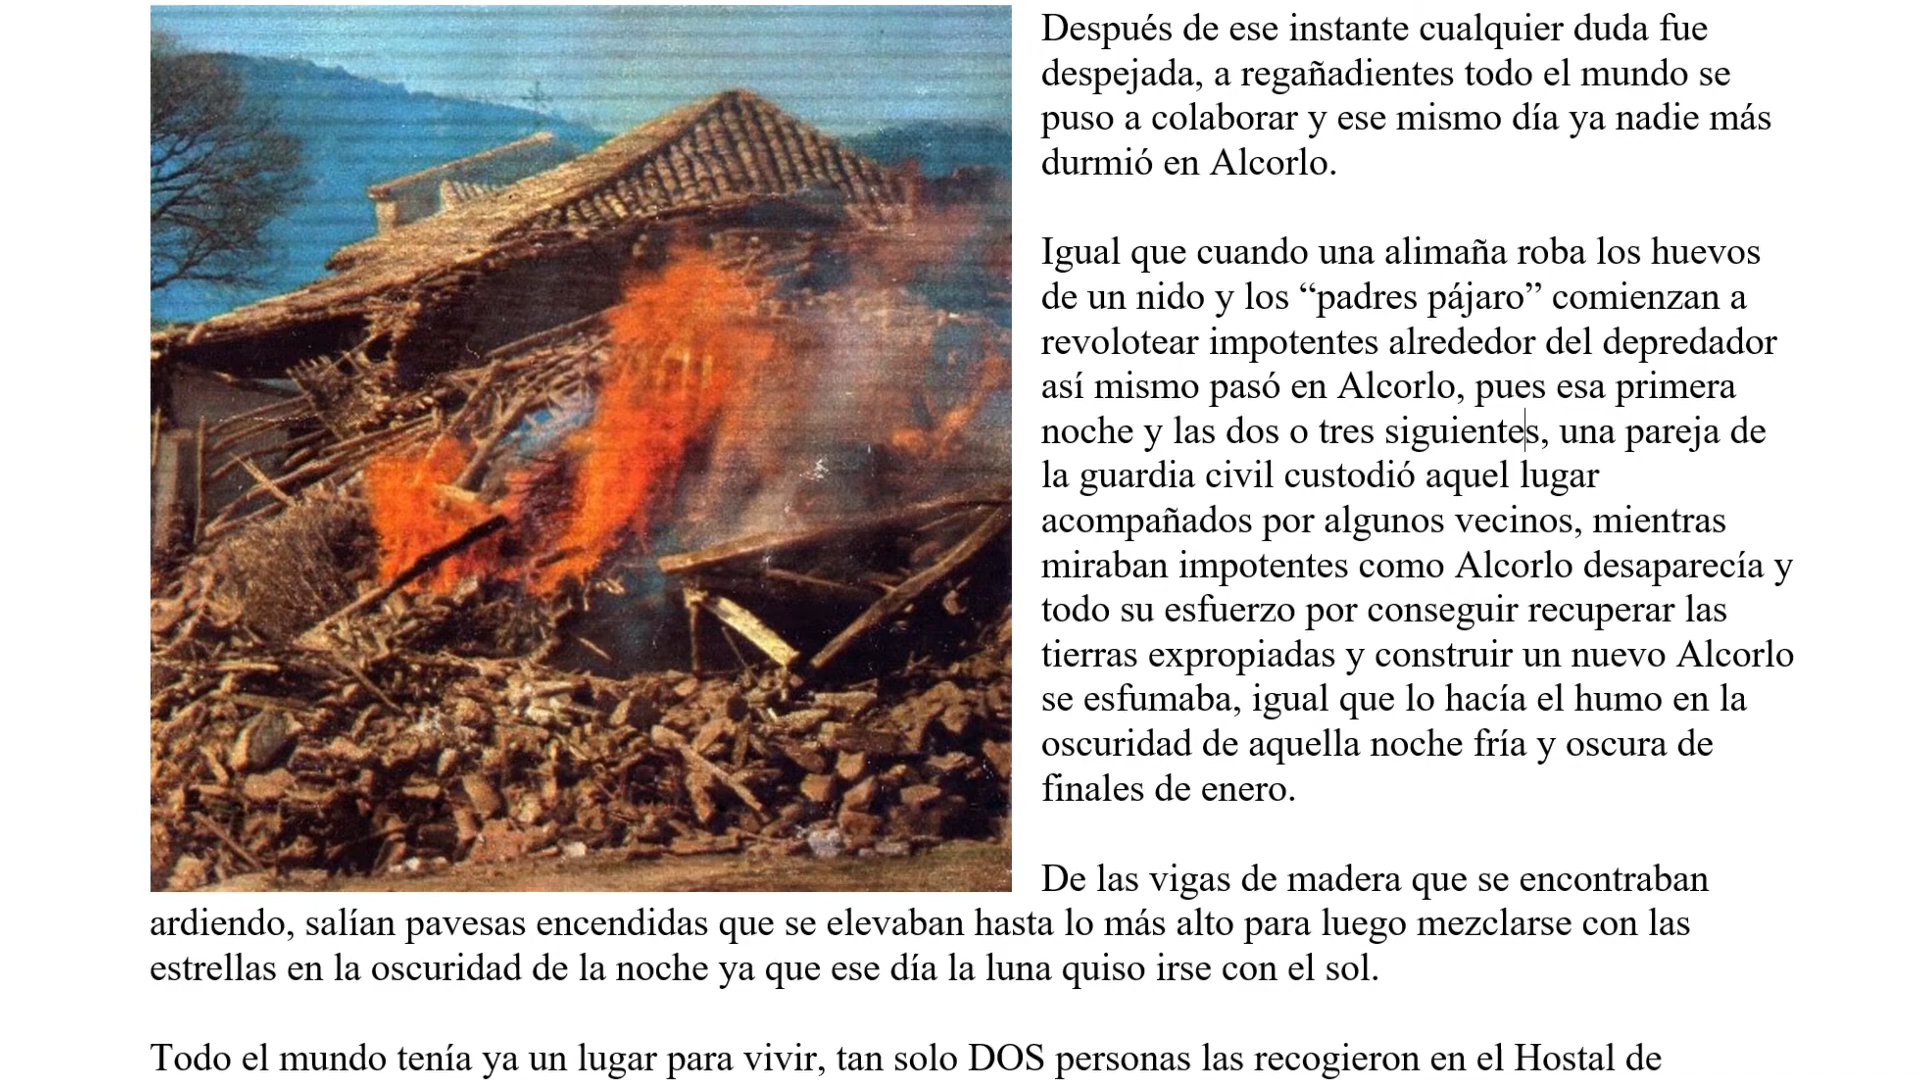 Después de ese instante cualquier duda fue
despejada, a regañadientes todo el mundo se
puso a colaborar y ese mismo día ya nadie más
durmió en Alcorlo.
Igual que cuando una alimaña roba los huevos
de un nido y los “padres pájaro” comienzan a
revolotear impotentes alrededor del depredador
así mismo pasó en Alcorlo, pues esa primera
noche y las dos o tres siguientes, una pareja de
la guardia civil custodió aquel lugar
acompañados por algunos vecinos, mientras
miraban impotentes como Alcorlo desaparecía y
todo su esfuerzo por conseguir recuperar las
tierras expropiadas y construir un nuevo Alcorlo
se esfumaba, igual que lo hacía el humo en la
oscuridad de aquella noche fría y oscura de
finales de enero.
De las vigas de madera que se encontraban
ardiendo, salían pavesas encendidas que se elevaban hasta lo más alto para luego mezclarse con las
estrellas en la oscuridad de la noche ya que ese día la luna quiso irse con el sol.
Todo el mundo tenía ya un lugar para vivir, tan solo DOS personas las recogieron en el Hostal de